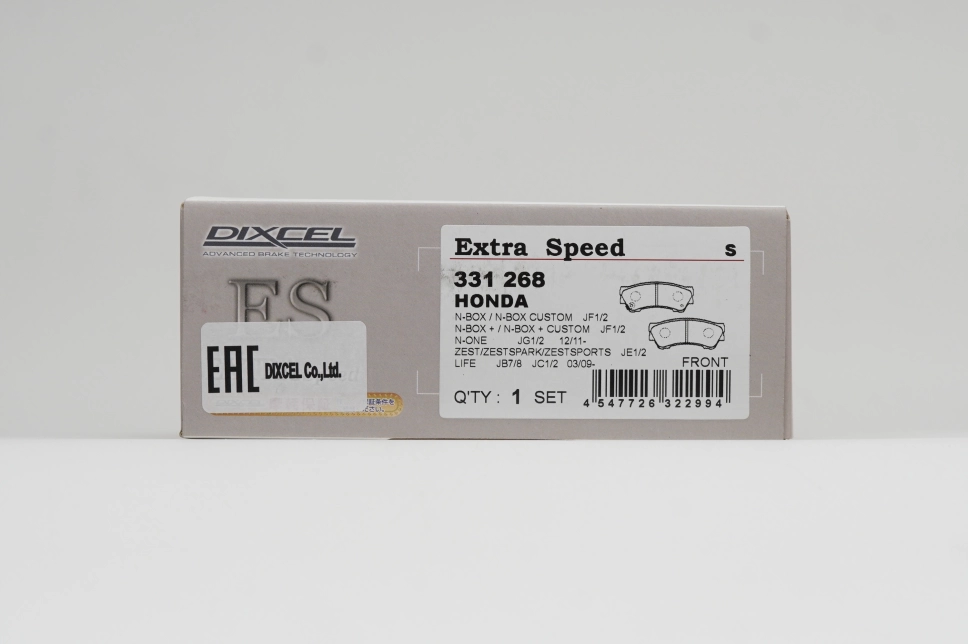 DIXCEL
ADVANCED BRAKE TECHNOLOGY
ES
EAC DIXCEL Co.,Ltd.
Extra Speed s
331 268
HONDA
N-BOX / N-BOX CUSTOM JF1/2
N-BOX + / N-BOX + CUSTOM JF1/2
N-ONE JG1/2 12/11-
ZEST/ZESTSPARK/ZESTSPORTS JE1/2
LIFE JB7/8 JC1/2 03/09-
FRONT
Q'TY : 1 SET
4 547726 322994